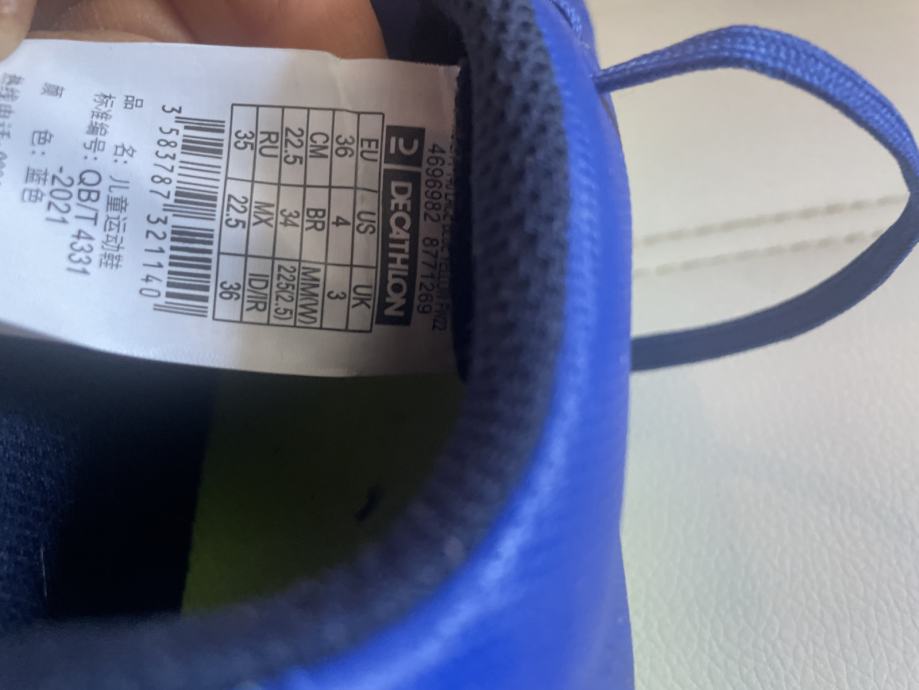 4696982 8771269
DECATHLON
EU / US UK
36 4 3
CM BR MM(W)
22.5 34 225(2.5)
RU MX ID/IR
35 22.5 36
3 583787 321140
品 名: 儿童运动鞋
标准编号: QB/T 4331
-2021
颜 色: 蓝色